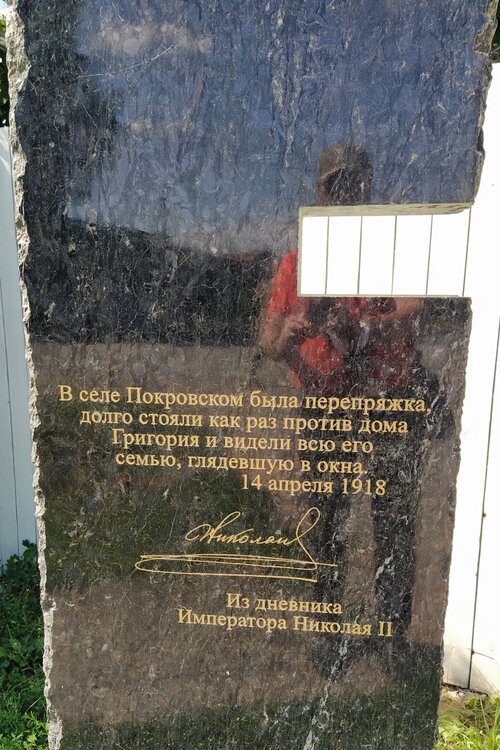 В селе Покровском была перепряжка,
долго стояли как раз против дома
Григория и видели всю его
семью, глядевшую в окна.
14 апреля 1918
Николай
Из дневника
Императора Николая II